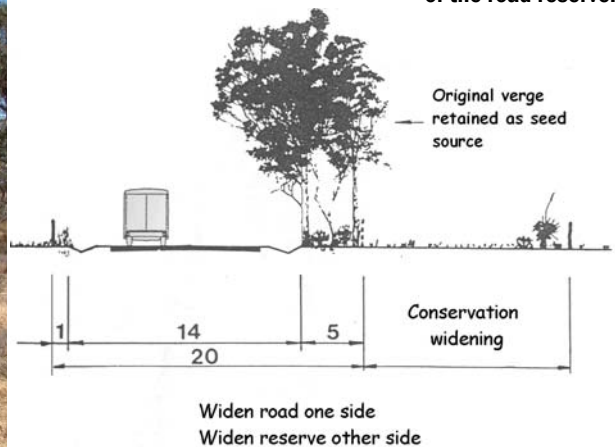 of the road reserve.
Original verge
retained as seed
source
1
14
5
20
Conservation
widening
Widen road one side
Widen reserve other side